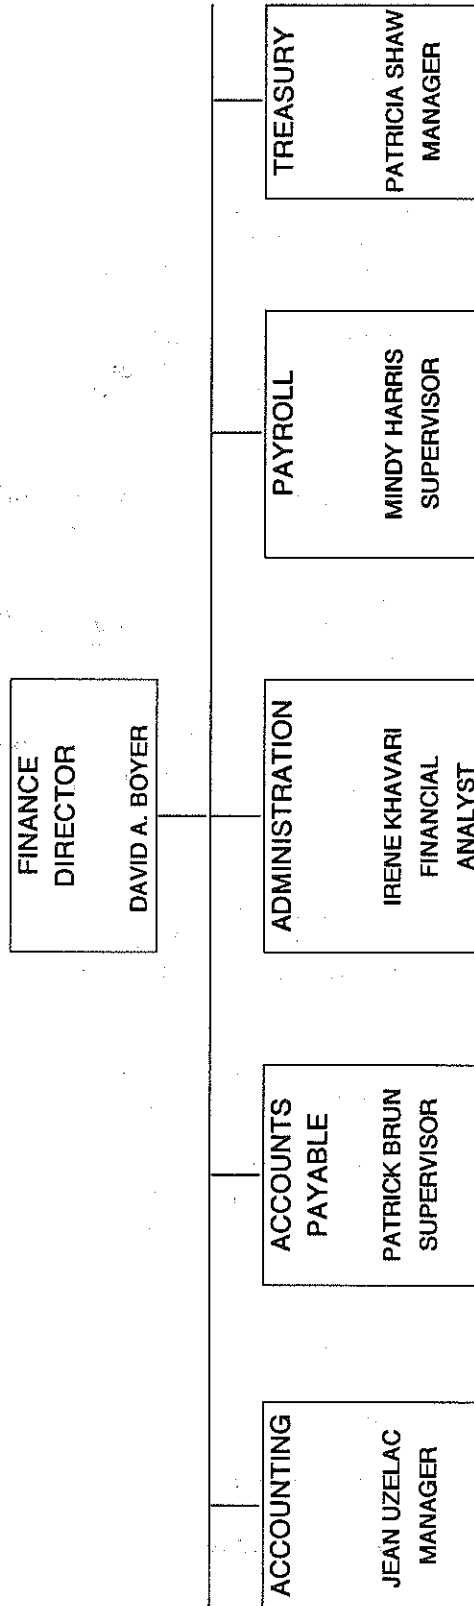 FINANCE
DIRECTOR
DAVID A. BOYER
ACCOUNTING
JEAN UZELAC
MANAGER
ACCOUNTS
PAYABLE
PATRICK BRUN
SUPERVISOR
ADMINISTRATION
IRENE KHAVARI
FINANCIAL
ANALYST
PAYROLL
MINDY HARRIS
SUPERVISOR
TREASURY
PATRICIA SHAW
MANAGER